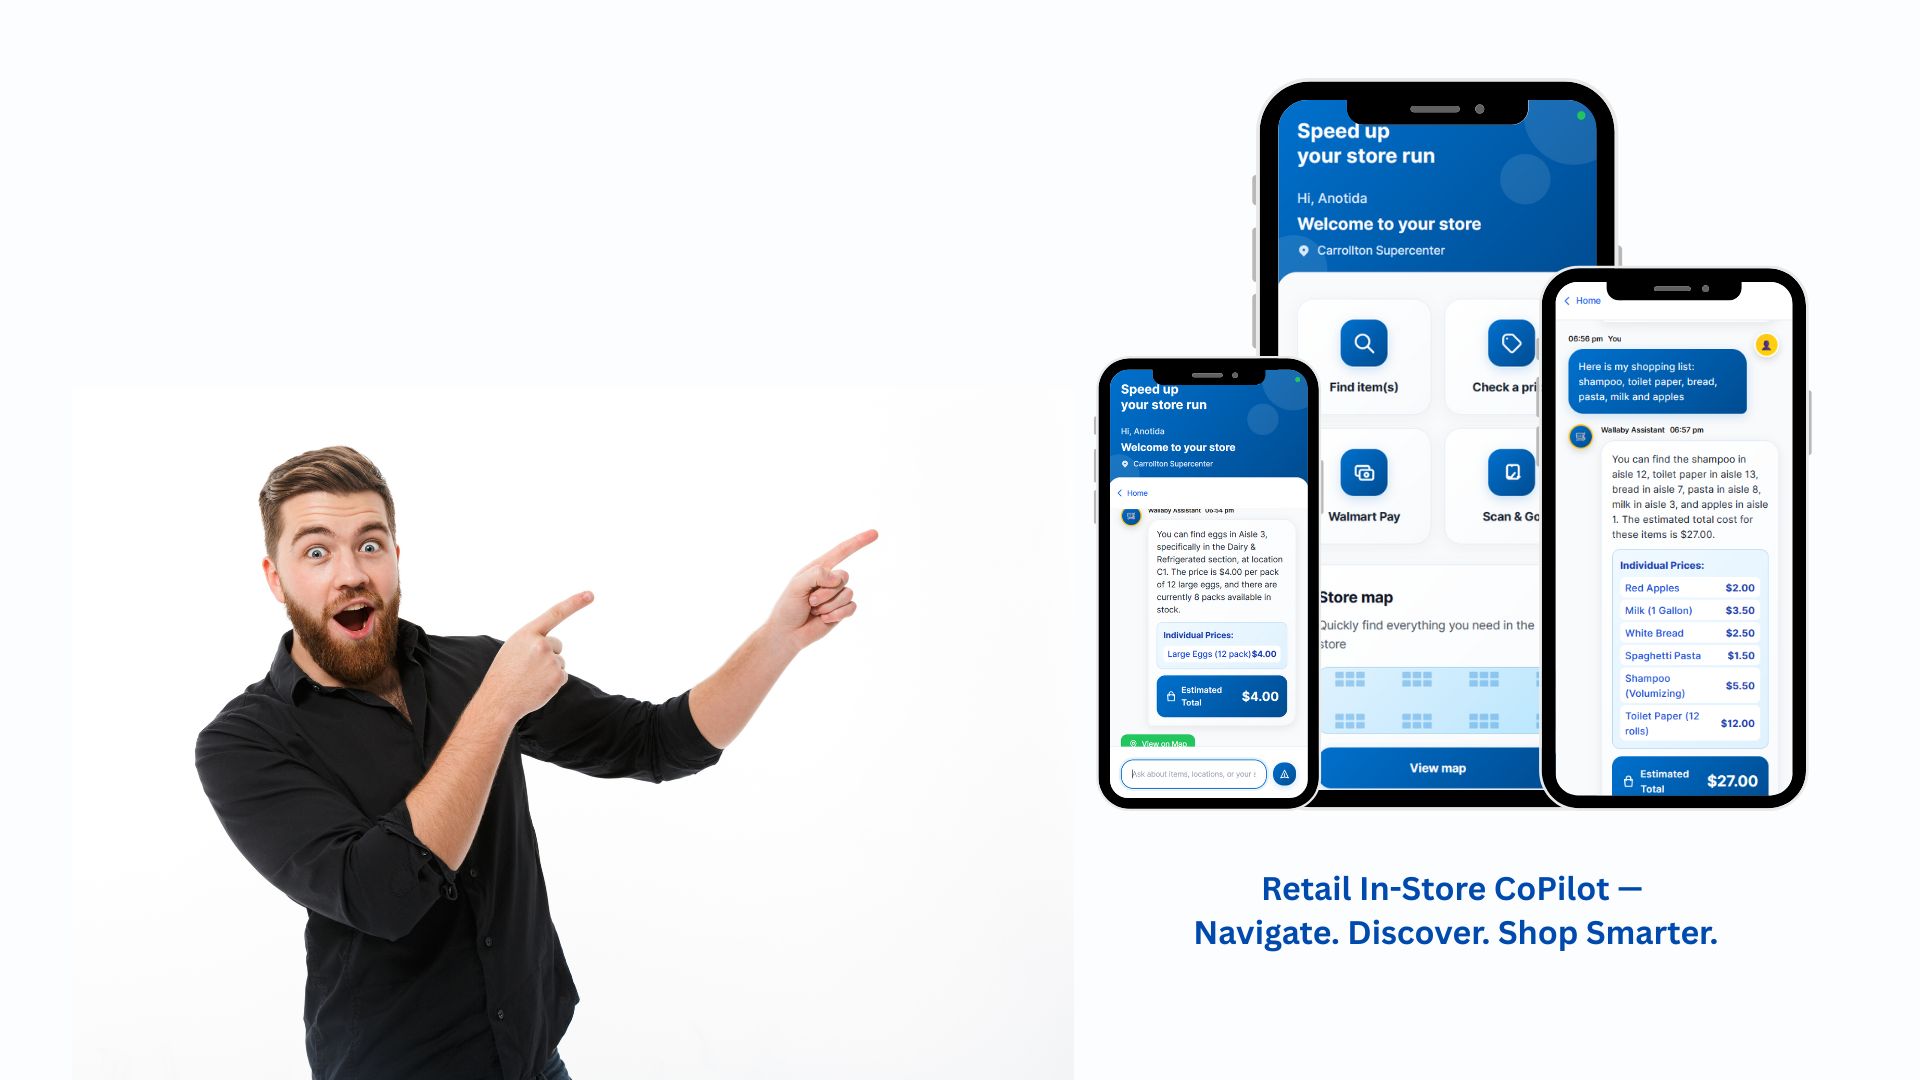 Speed up
your store run
Hi, Anotida
Welcome to your store
Carrollton Supercenter
Find item(s)
Check a pri
Walmart Pay
Scan & Go
Store map
Quickly find everything you need in the
store
View map
Speed up
your store run
Hi, Anotida
Welcome to your store
Carrollton Supercenter
Home
Wallaby Assistant 06:54 pm
You can find eggs in Aisle 3,
specifically in the Dairy &
Refrigerated section, at location
C1. The price is $4.00 per pack
of 12 large eggs, and there are
currently 8 packs available in
stock.
Individual Prices:
Large Eggs (12 pack) $4.00
Estimated
Total
$4.00
View on Map
Ask about items, locations, or your s
Home
06:56 pm You
Here is my shopping list:
shampoo, toilet paper, bread,
pasta, milk and apples
Wallaby Assistant 06:57 pm
You can find the shampoo in
aisle 12, toilet paper in aisle 13,
bread in aisle 7, pasta in aisle 8,
milk in aisle 3, and apples in aisle
1. The estimated total cost for
these items is $27.00.
Individual Prices:
Red Apples $2.00
Milk (1 Gallon) $3.50
White Bread $2.50
Spaghetti Pasta $1.50
Shampoo
(Volumizing) $5.50
Toilet Paper (12
rolls) $12.00
Estimated
Total
$27.00
Retail In-Store CoPilot —
Navigate. Discover. Shop Smarter.